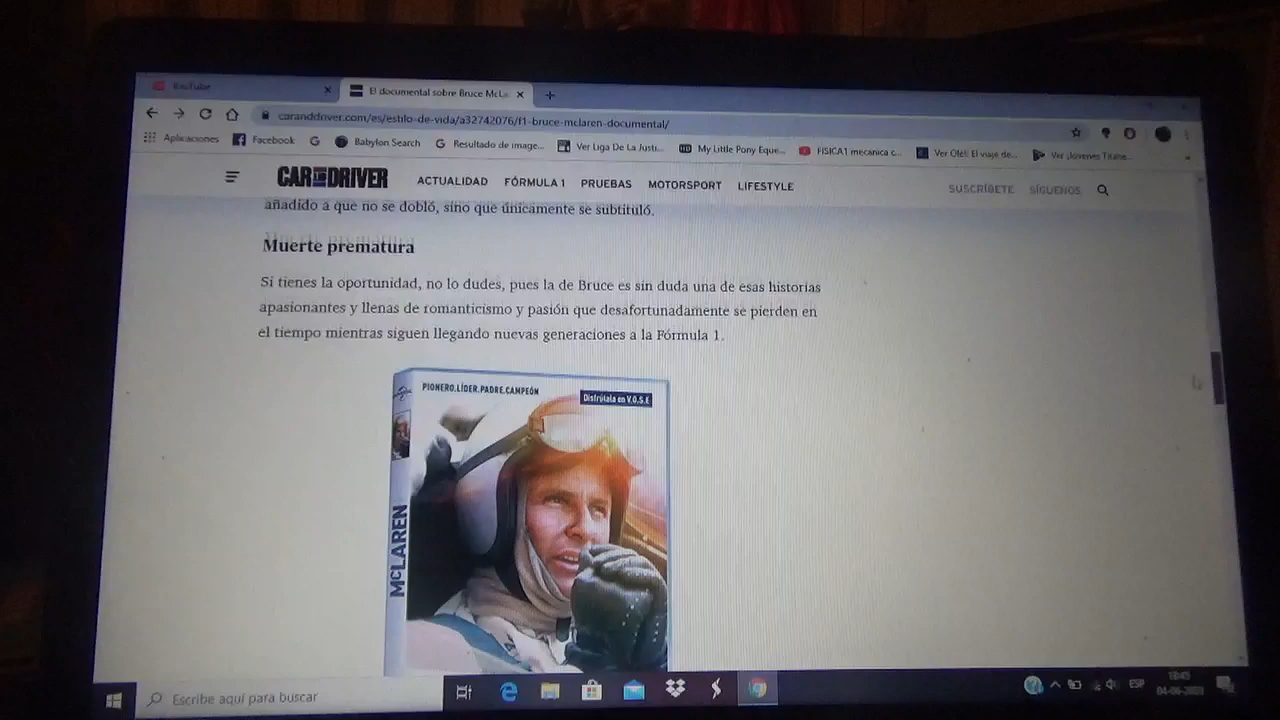 YouTube
El documental sobre Bruce McLa
caranddriver.com/es/estilo-de-vida/a32742076/f1-bruce-mclaren-documental/
Aplicaciones Facebook Babylon Search Resultado de image... Ver Liga De La Justi... My Little Pony Eque... FISICA1 mecanica c... Ver Olé!: El viaje de... Ver ¡Jóvenes Titane...
CAR AND DRIVER ACTUALIDAD FÓRMULA 1 PRUEBAS MOTORSPORT LIFESTYLE SUSCRÍBETE SÍGUENOS
añadido a que no se dobló, sino que únicamente se subtituló.
Muerte prematura
Si tienes la oportunidad, no lo dudes, pues la de Bruce es sin duda una de esas historias
apasionantes y llenas de romanticismo y pasión que desafortunadamente se pierden en
el tiempo mientras siguen llegando nuevas generaciones a la Fórmula 1.
PIONERO.LÍDER.PADRE.CAMPEÓN
Disfrútala en V.O.S.E
MCLAREN
Escribe aquí para buscar
ESP